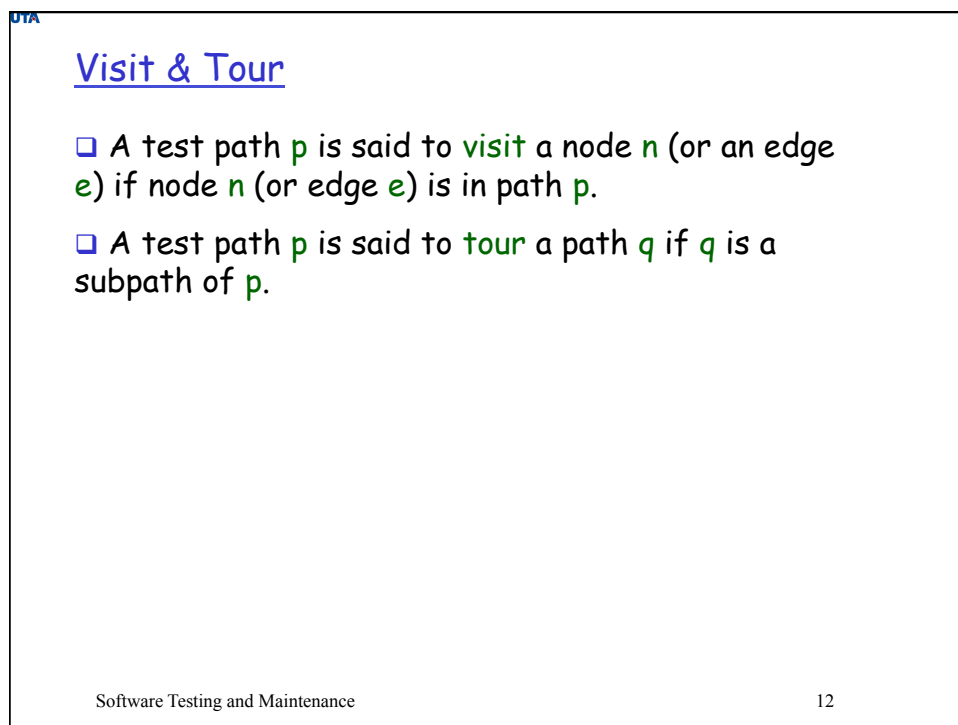 UTA
Visit & Tour
❑ A test path p is said to visit a node n (or an edge
e) if node n (or edge e) is in path p.
❑ A test path p is said to tour a path q if q is a
subpath of p.
Software Testing and Maintenance 12